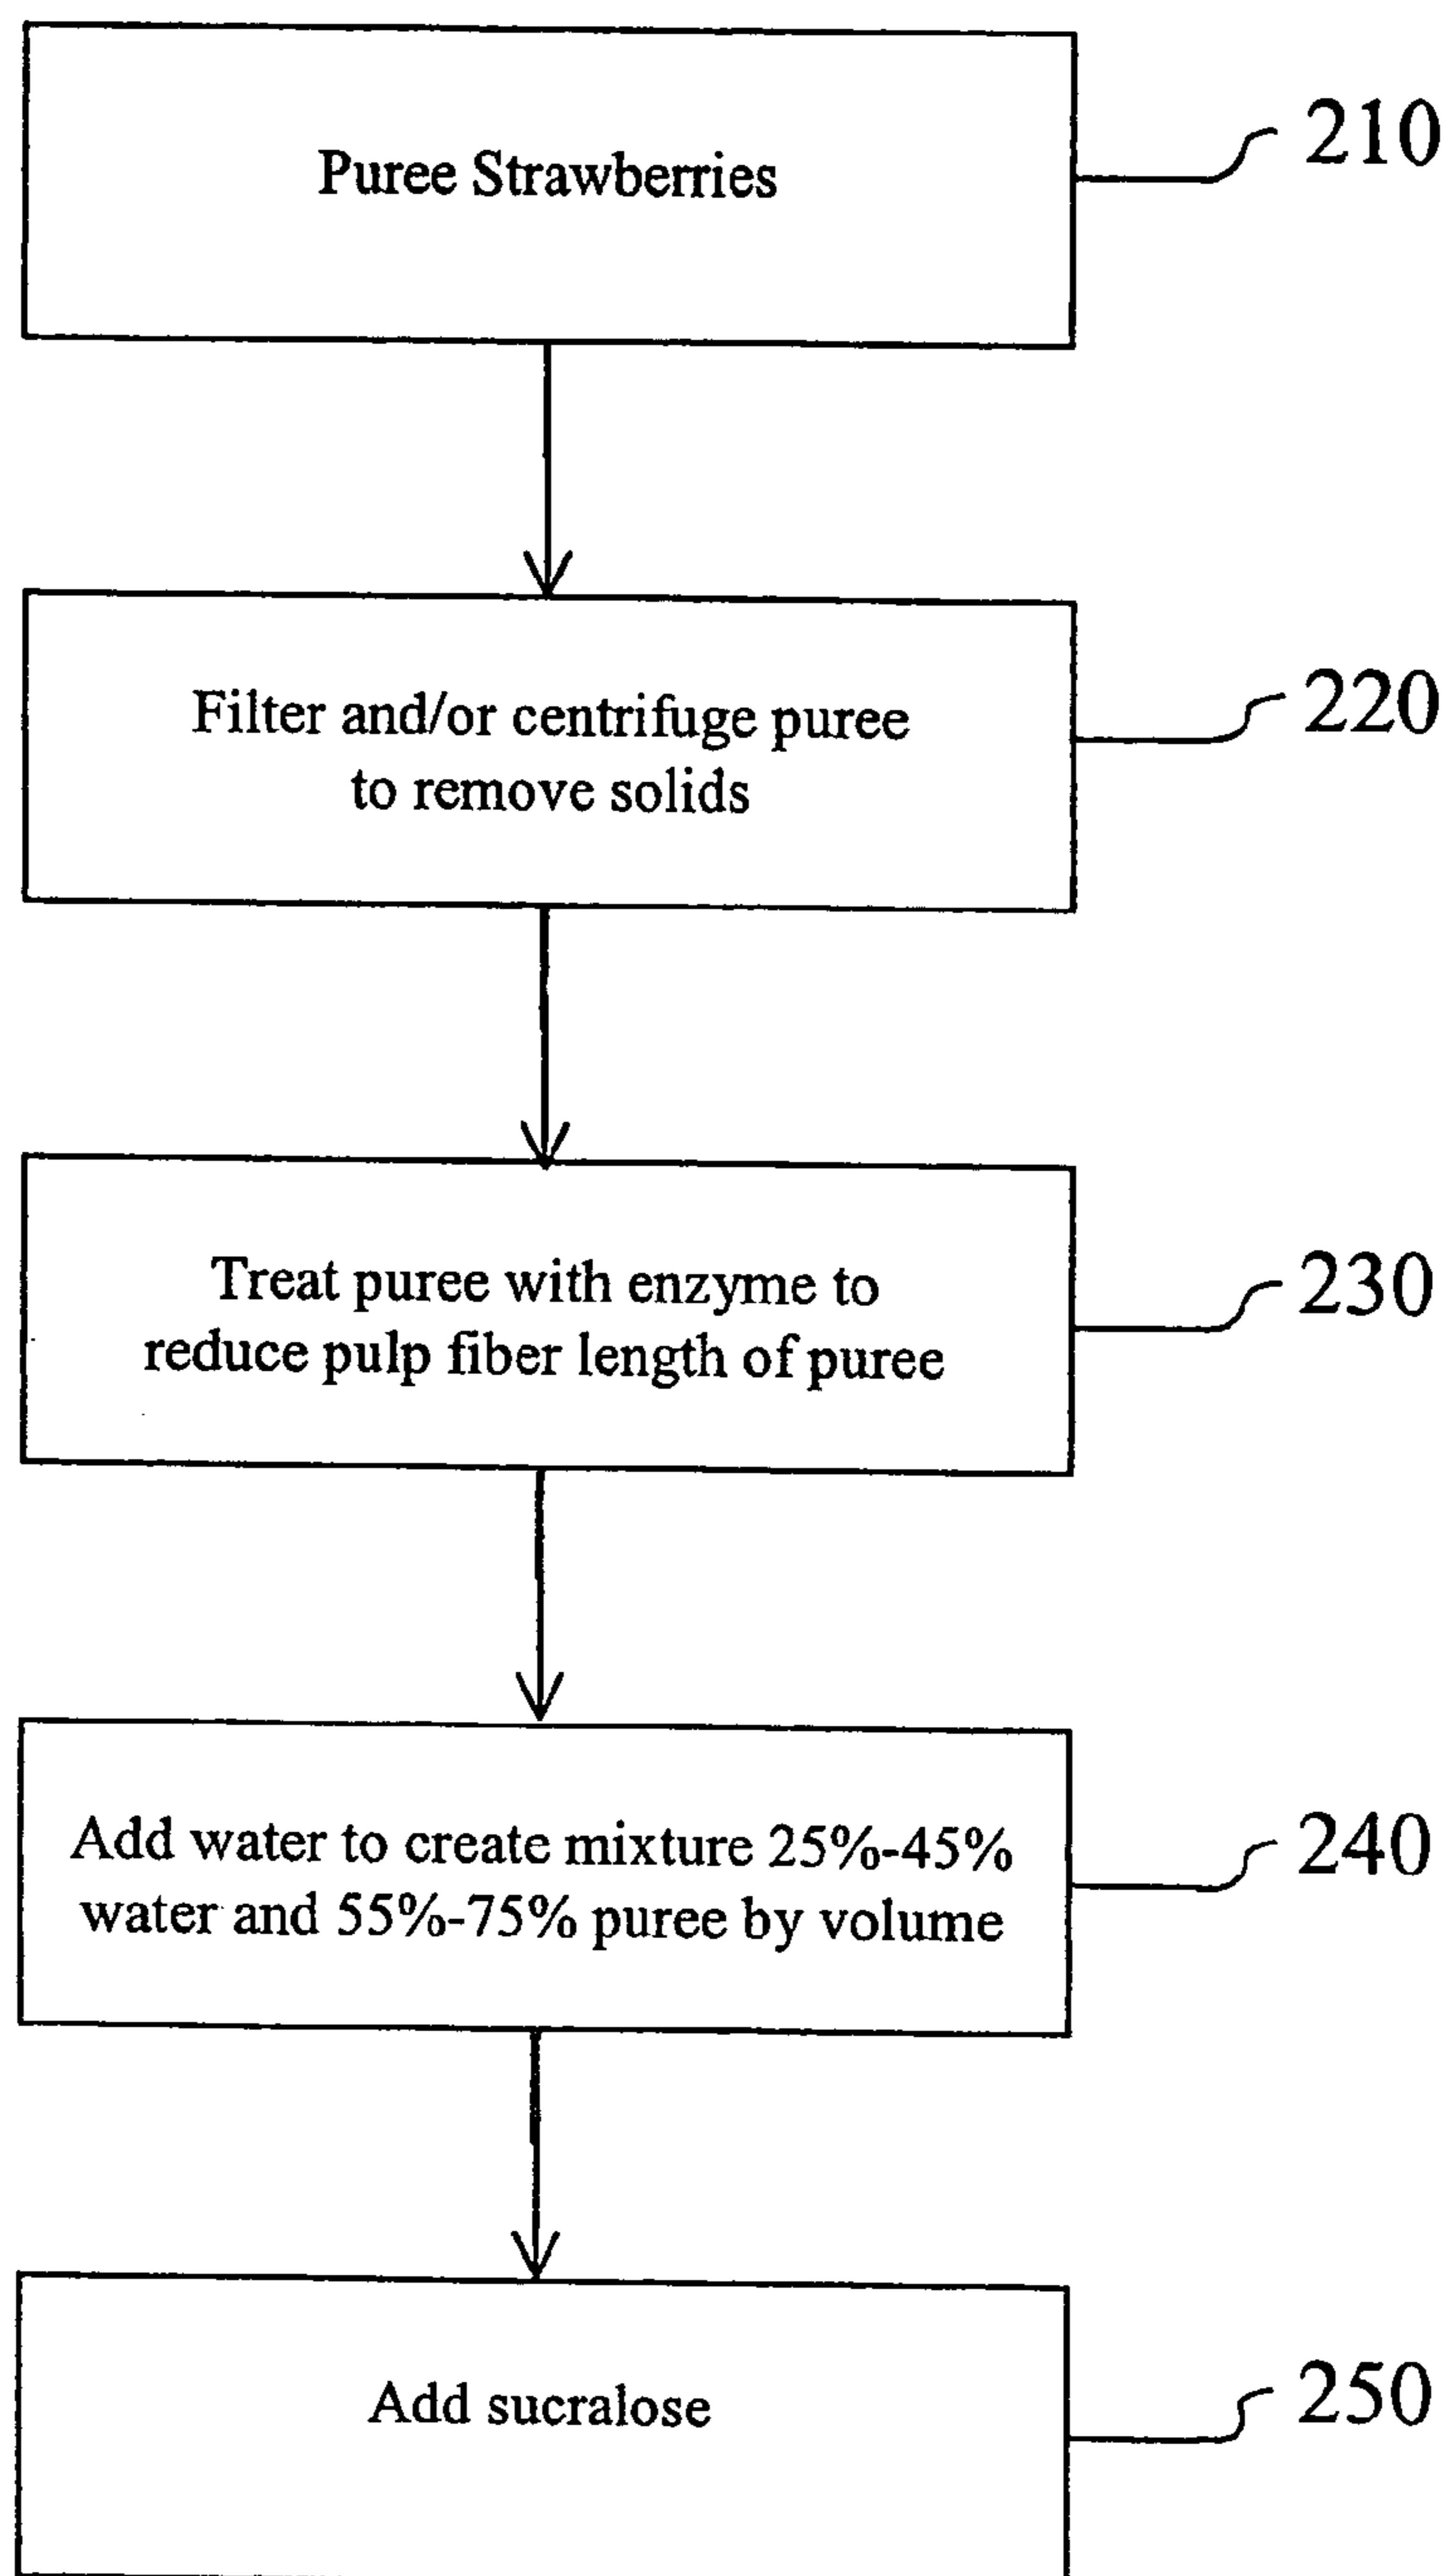 Puree Strawberries
210
Filter and/or centrifuge puree
to remove solids
220
Treat puree with enzyme to
reduce pulp fiber length of puree
230
Add water to create mixture 25%-45%
water and 55%-75% puree by volume
240
Add sucralose
250